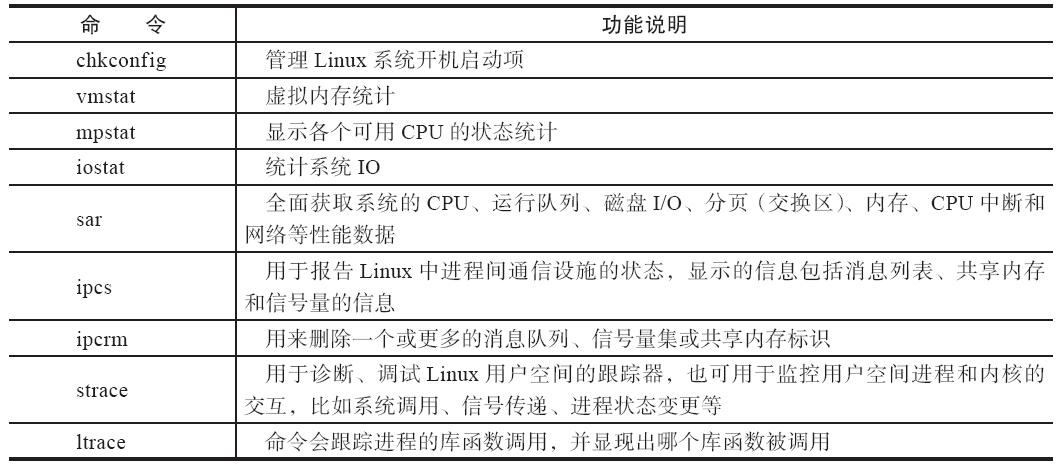 命 令 功能说明
chkconfig 管理 Linux 系统开机启动项
vmstat 虚拟内存统计
mpstat 显示各个可用 CPU 的状态统计
iostat 统计系统 IO
sar 全面获取系统的 CPU、运行队列、磁盘 I/O、分页（交换区）、内存、CPU 中断和
网络等性能数据
ipcs 用于报告 Linux 中进程间通信设施的状态，显示的信息包括消息列表、共享内存
和信号量的信息
ipcrm 用来删除一个或更多的消息队列、信号量集或共享内存标识
strace 用于诊断、调试 Linux 用户空间的跟踪器，也可用于监控用户空间进程和内核的
交互，比如系统调用、信号传递、进程状态变更等
ltrace 命令会跟踪进程的库函数调用，并显现出哪个库函数被调用